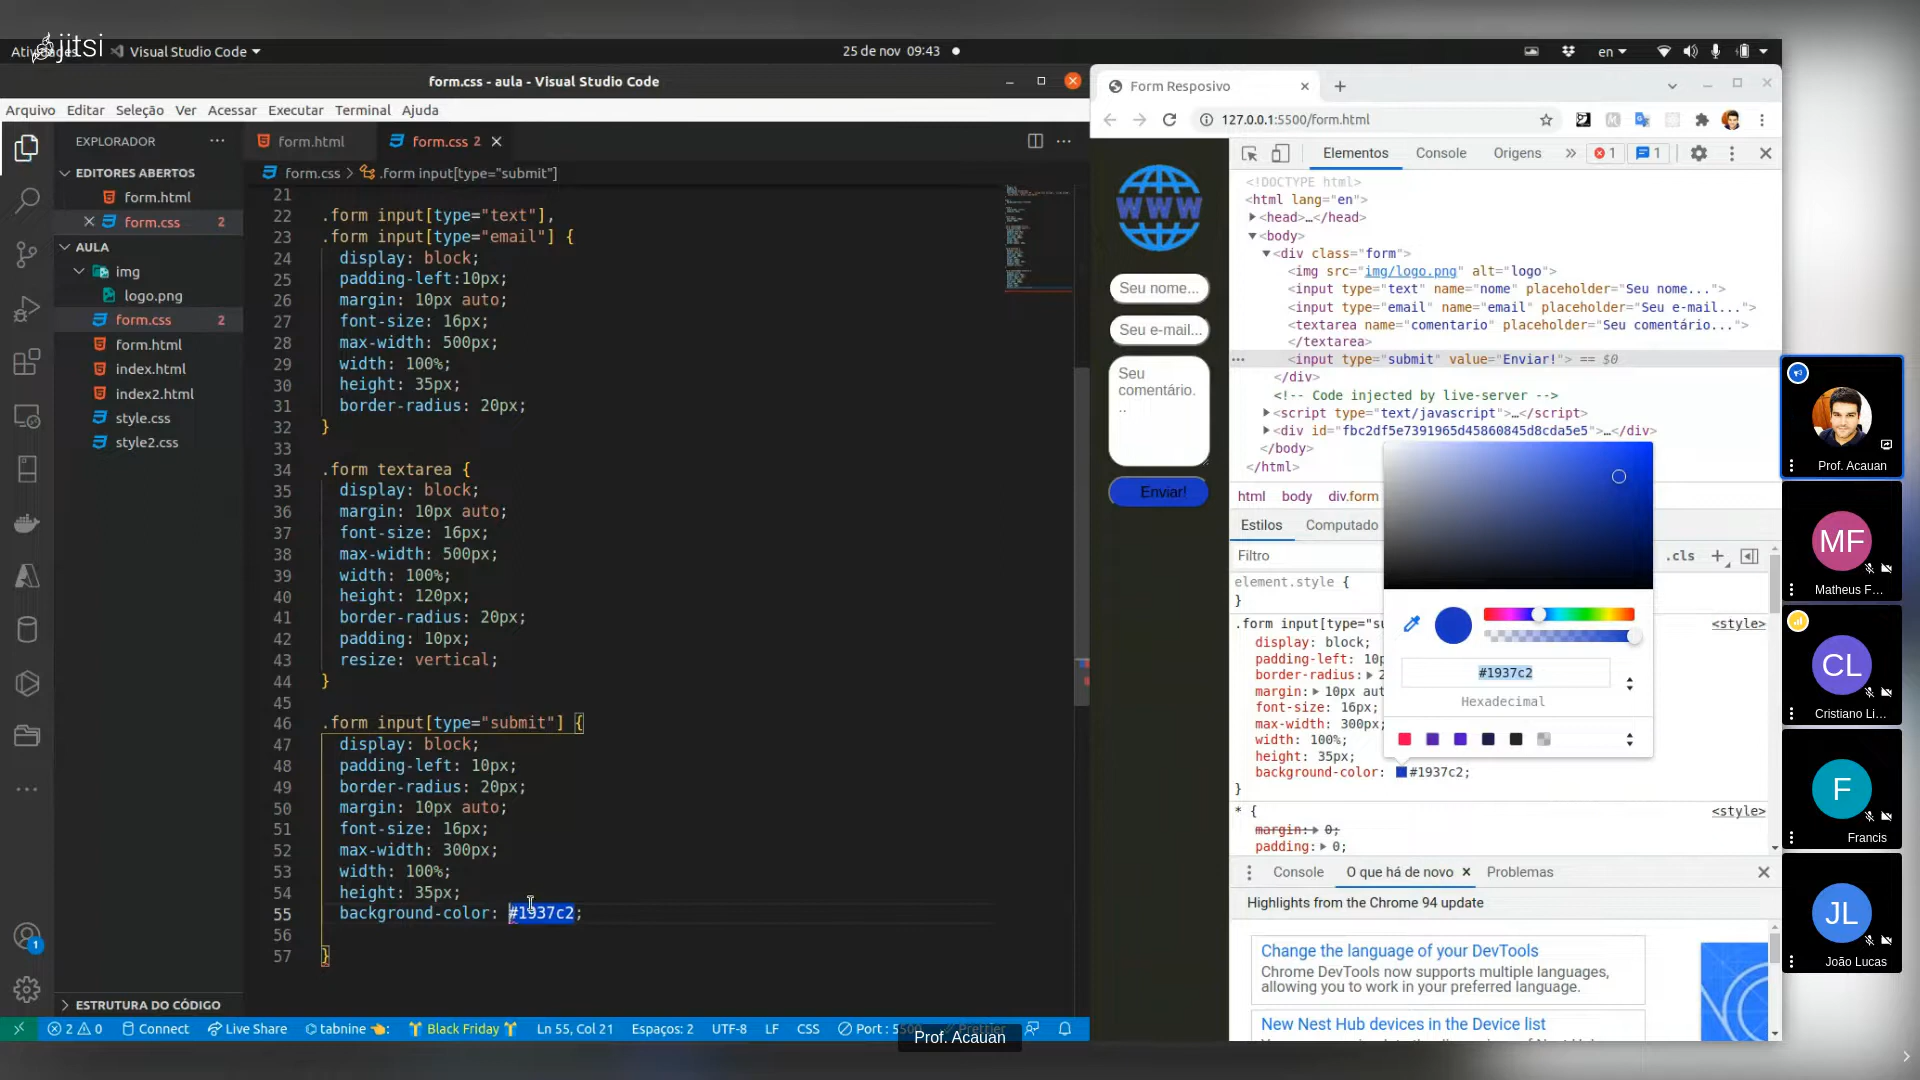 jitsi
Visual Studio Code
25 de nov 09:43
en
form.css - aula - Visual Studio Code
Arquivo Editar Seleção Ver Acessar Executar Terminal Ajuda
EXPLORADOR
EDITORES ABERTOS
form.html
form.css 2
AULA
img
logo.png
form.css 2
form.html
index.html
index2.html
style.css
style2.css
ESTRUTURA DO CÓDIGO
1
form.html
form.css 2
form.css > .form input[type="submit"]
21
22 .form input[type="text"],
23 .form input[type="email"] {
24 display: block;
25 padding-left:10px;
26 margin: 10px auto;
27 font-size: 16px;
28 max-width: 500px;
29 width: 100%;
30 height: 35px;
31 border-radius: 20px;
32 }
33
34 .form textarea {
35 display: block;
36 margin: 10px auto;
37 font-size: 16px;
38 max-width: 500px;
39 width: 100%;
40 height: 120px;
41 border-radius: 20px;
42 padding: 10px;
43 resize: vertical;
44 }
45
46 .form input[type="submit"] {
47 display: block;
48 padding-left: 10px;
49 border-radius: 20px;
50 margin: 10px auto;
51 font-size: 16px;
52 max-width: 300px;
53 width: 100%;
54 height: 35px;
55 background-color: #1937c2;
56
57 }
2 0 Connect Live Share tabnine Black Friday Ln 55, Col 21 Espaços: 2 UTF-8 LF CSS Port : 5500 Prettier
Prof. Acauan
Form Resposivo
127.0.0.1:5500/form.html
WWW
Seu nome...
Seu e-mail...
Seu
comentário.
..
Enviar!
Elementos Console Origens » 1 1
<!DOCTYPE html>
<html lang="en">
<head>…</head>
<body>
<div class="form">
<img src="img/logo.png" alt="logo">
<input type="text" name="nome" placeholder="Seu nome...">
<input type="email" name="email" placeholder="Seu e-mail...">
<textarea name="comentario" placeholder="Seu comentário...">
</textarea>
<input type="submit" value="Enviar!"> == $0
</div>
<!-- Code injected by live-server -->
<script type="text/javascript">…</script>
<div id="fbc2df5e7391965d45860845d8cda5e5">…</div>
</body>
</html>
html body div.form
Estilos Computado
Filtro .cls
element.style {
}
.form input[type="su <style>
display: block;
padding-left: 10p
border-radius: 2
margin: 10px aut
font-size: 16px;
max-width: 300px;
width: 100%;
height: 35px;
background-color: #1937c2;
}
* { <style>
margin: 0;
padding: 0;
#1937c2
Hexadecimal
Console O que há de novo Problemas
Highlights from the Chrome 94 update
Change the language of your DevTools
Chrome DevTools now supports multiple languages,
allowing you to work in your preferred language.
New Nest Hub devices in the Device list
Prof. Acauan
MF
Matheus F...
CL
Cristiano Li...
F
Francis
JL
João Lucas